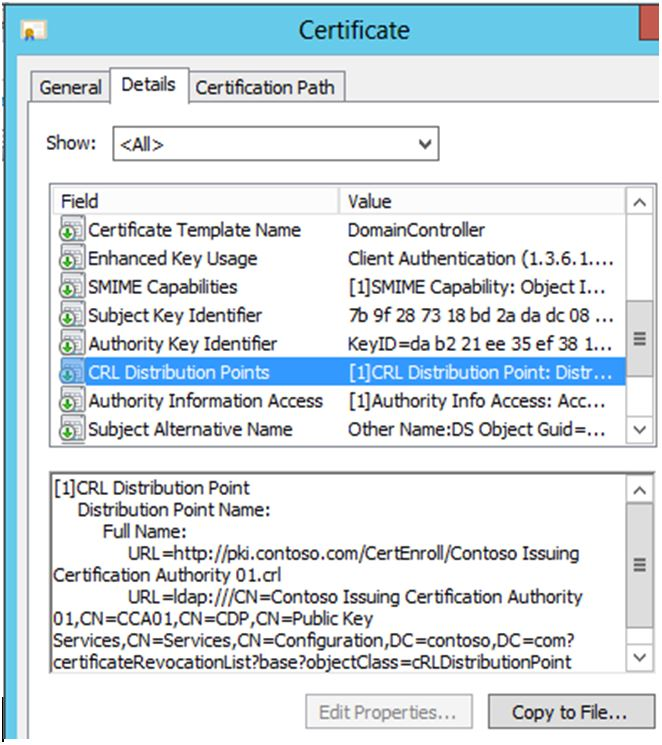 Certificate
General Details Certification Path
Show: <All>
Field Value
Certificate Template Name DomainController
Enhanced Key Usage Client Authentication (1.3.6.1....
SMIME Capabilities [1]SMIME Capability: Object I...
Subject Key Identifier 7b 9f 28 73 18 bd 2a da dc 08 ...
Authority Key Identifier KeyID=da b2 21 ee 35 ef 38 1...
CRL Distribution Points [1]CRL Distribution Point: Distr...
Authority Information Access [1]Authority Info Access: Acc...
Subject Alternative Name Other Name:DS Object Guid=...
[1]CRL Distribution Point
Distribution Point Name:
Full Name:
URL=http://pki.contoso.com/CertEnroll/Contoso Issuing
Certification Authority 01.crl
URL=ldap:///CN=Contoso Issuing Certification Authority
01,CN=CCA01,CN=CDP,CN=Public Key
Services,CN=Services,CN=Configuration,DC=contoso,DC=com?
certificateRevocationList?base?objectClass=cRLDistributionPoint
Edit Properties... Copy to File...